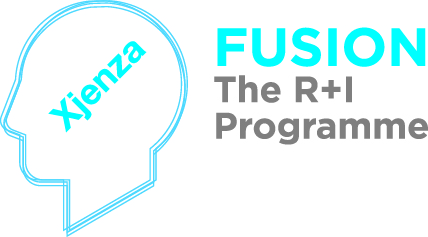 Xjenza
FUSION
The R+I
Programme